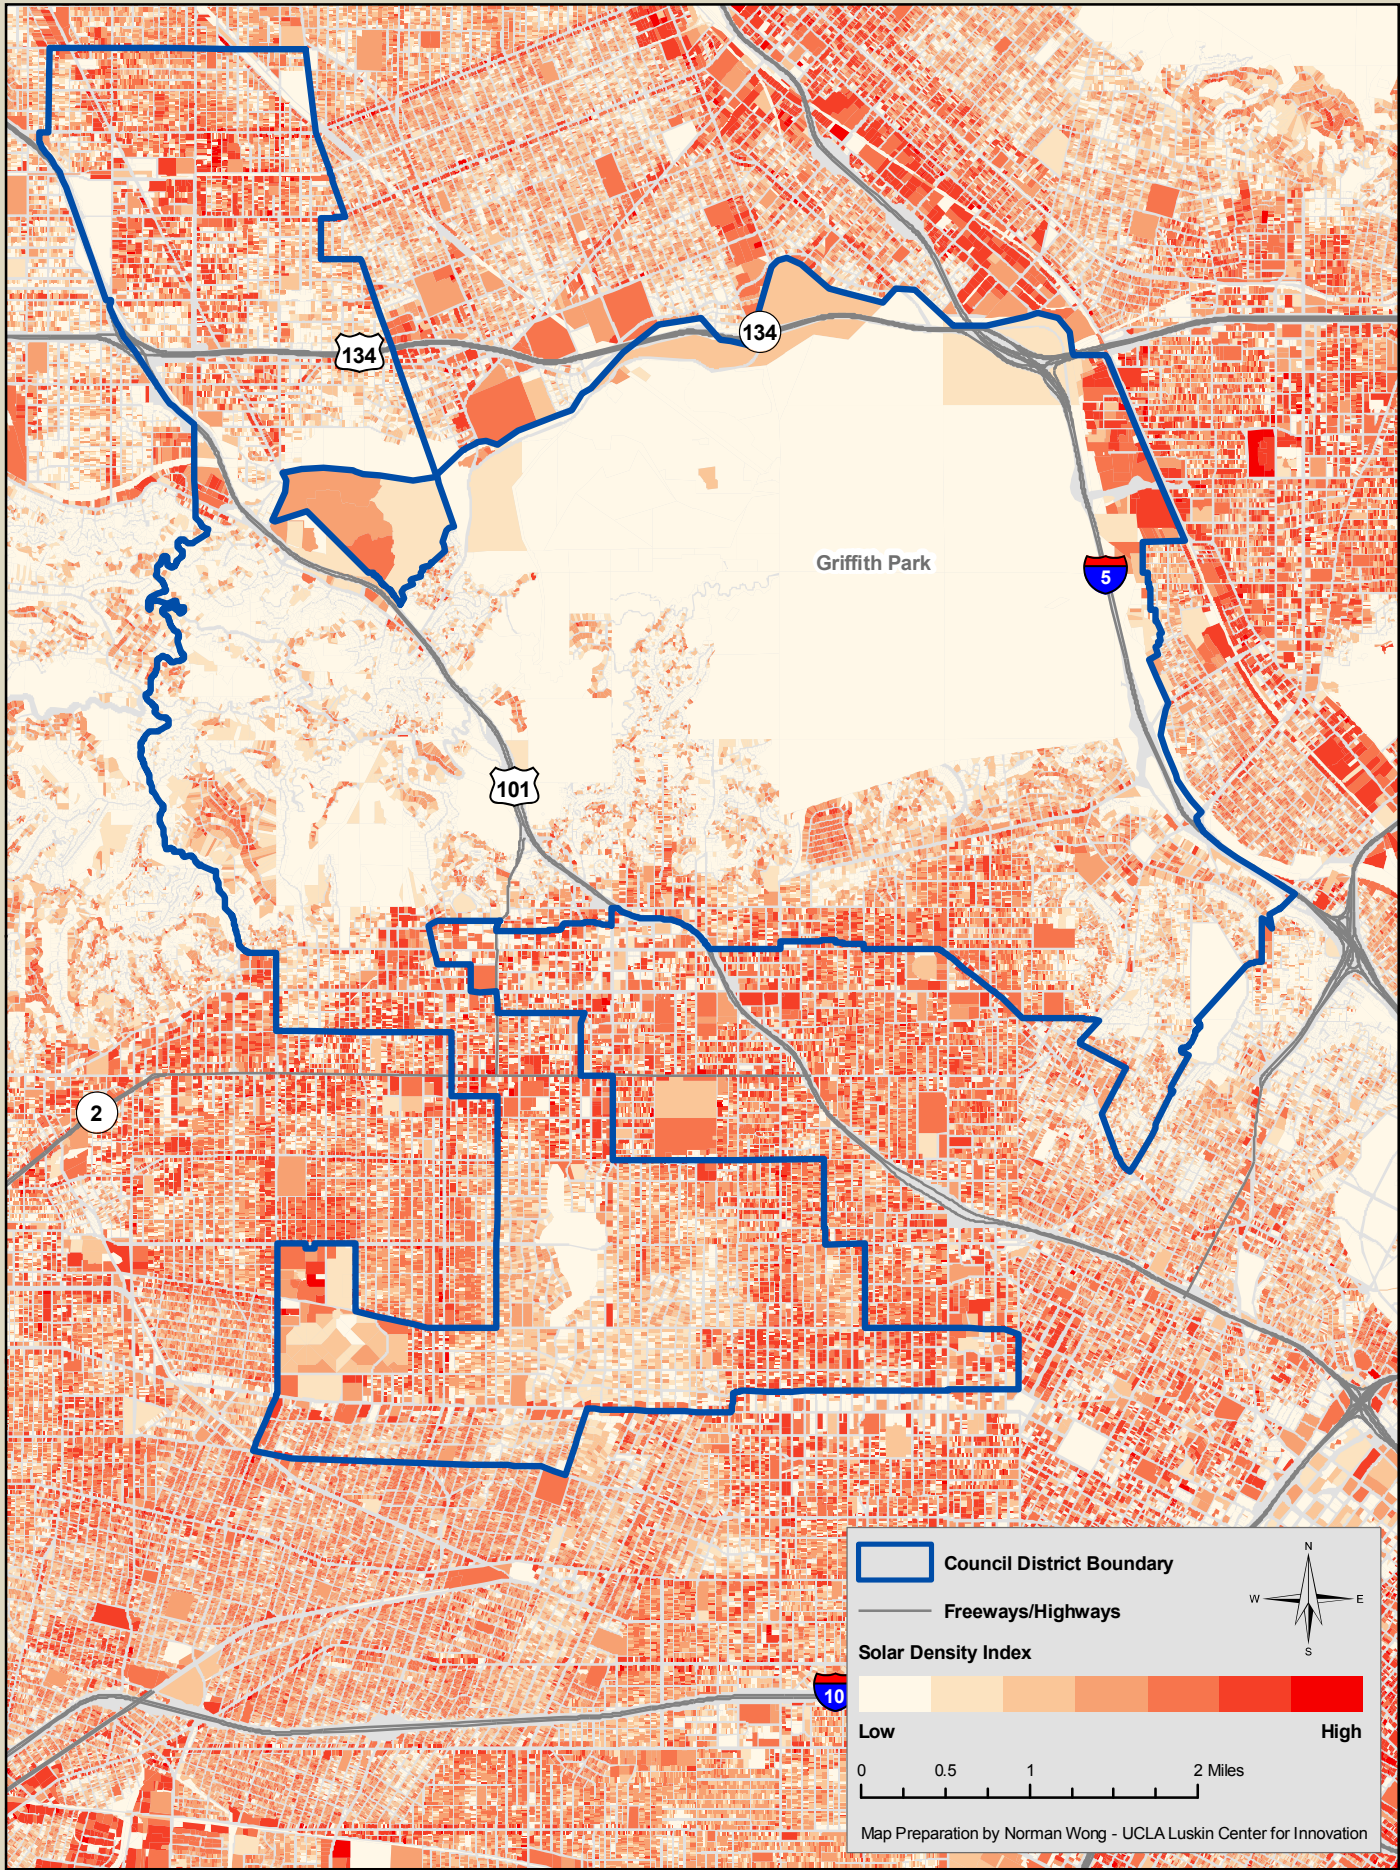 134
134
Griffith Park
5
101
2
10
Council District Boundary
Freeways/Highways
N
W
E
S
Solar Density Index
Low
High
0
0.5
1
2 Miles
Map Preparation by Norman Wong - UCLA Luskin Center for Innovation